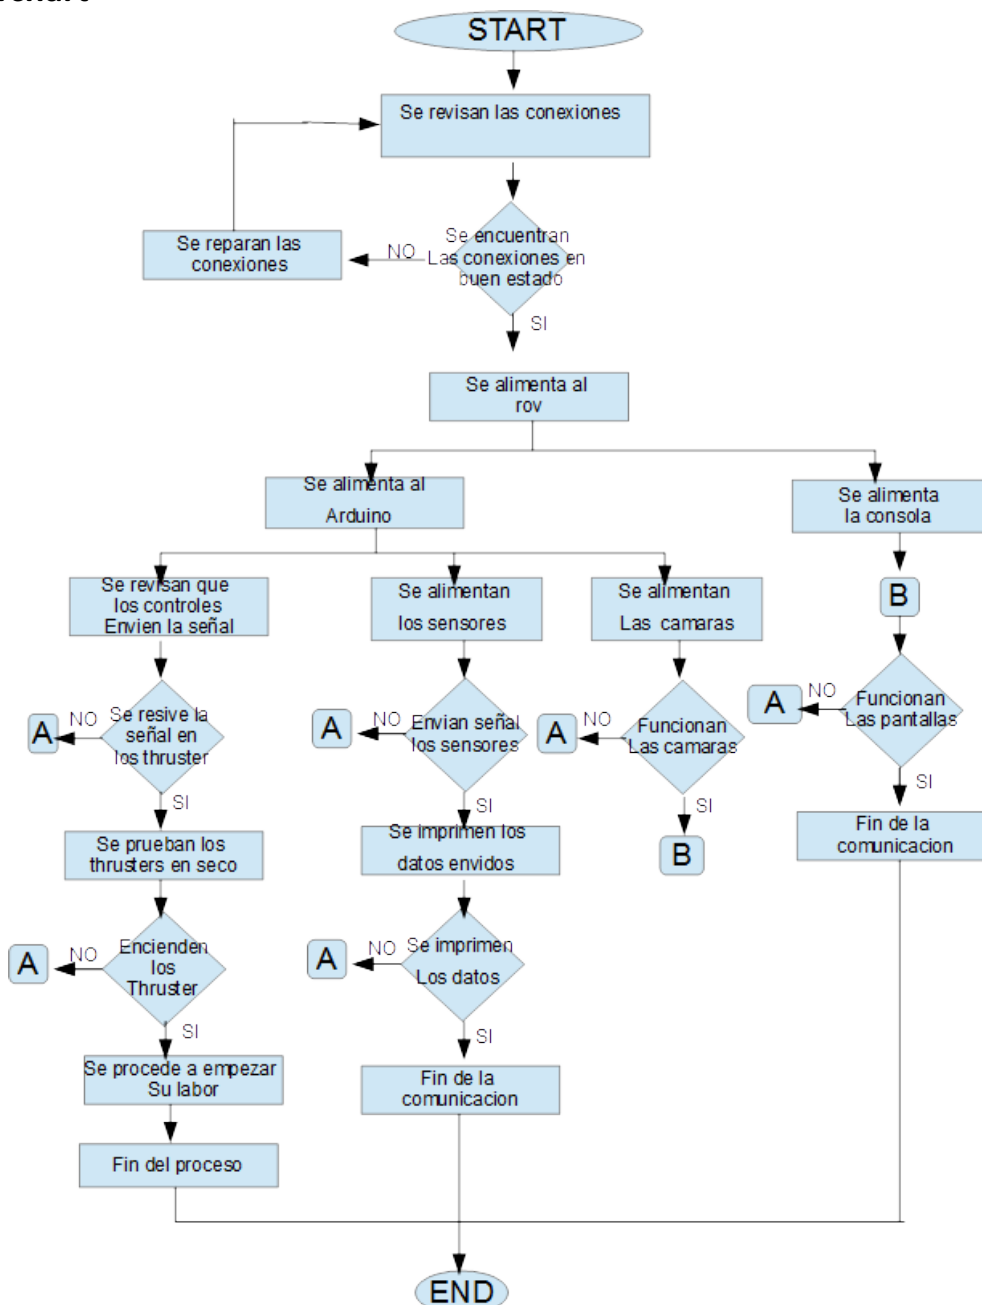 START
Se revisan las conexiones
Se encuentran
Las conexiones en
buen estado
NO
Se reparan las
conexiones
SI
Se alimenta al
rov
Se alimenta al
Arduino
Se alimenta
la consola
Se revisan que
los controles
Envien la señal
Se alimentan
los sensores
Se alimentan
Las camaras
B
Se resive la
señal en
los thruster
NO
A
Envian señal
los sensores
NO
A
Funcionan
Las camaras
NO
A
Funcionan
Las pantallas
NO
A
SI
SI
SI
SI
Se prueban los
thrusters en seco
Se imprimen los
datos envidos
B
Fin de la
comunicacion
Encienden
los
Thruster
NO
A
Se imprimen
Los datos
NO
A
SI
SI
Se procede a empezar
Su labor
Fin de la
comunicacion
Fin del proceso
END